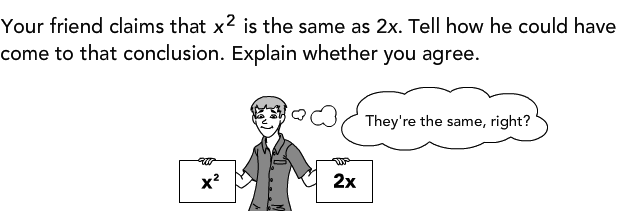 Your friend claims that x² is the same as 2x. Tell how he could have
come to that conclusion. Explain whether you agree.
They're the same, right?
x²
2x